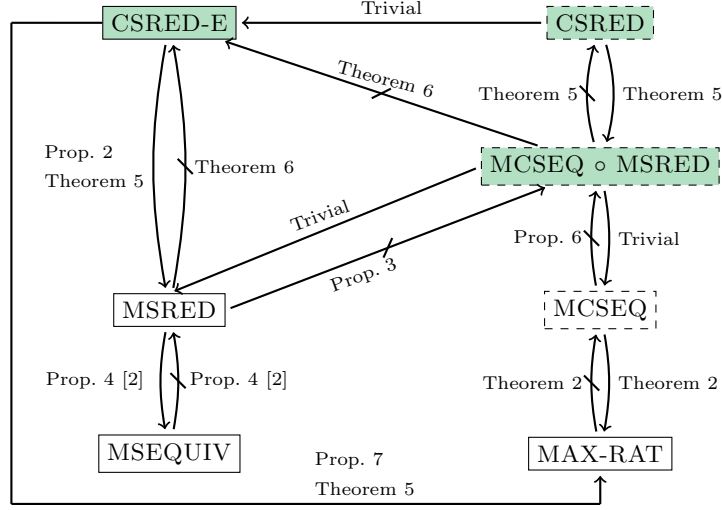 Trivial
CSRED-E
CSRED
Theorem 6
Theorem 5
Theorem 5
Prop. 2
Theorem 5
Theorem 6
MCSEQ ∘ MSRED
Trivial
Prop. 6
Trivial
Prop. 3
MSRED
MCSEQ
Prop. 4 [2]
Prop. 4 [2]
Theorem 2
Theorem 2
MSEQUIV
MAX-RAT
Prop. 7
Theorem 5